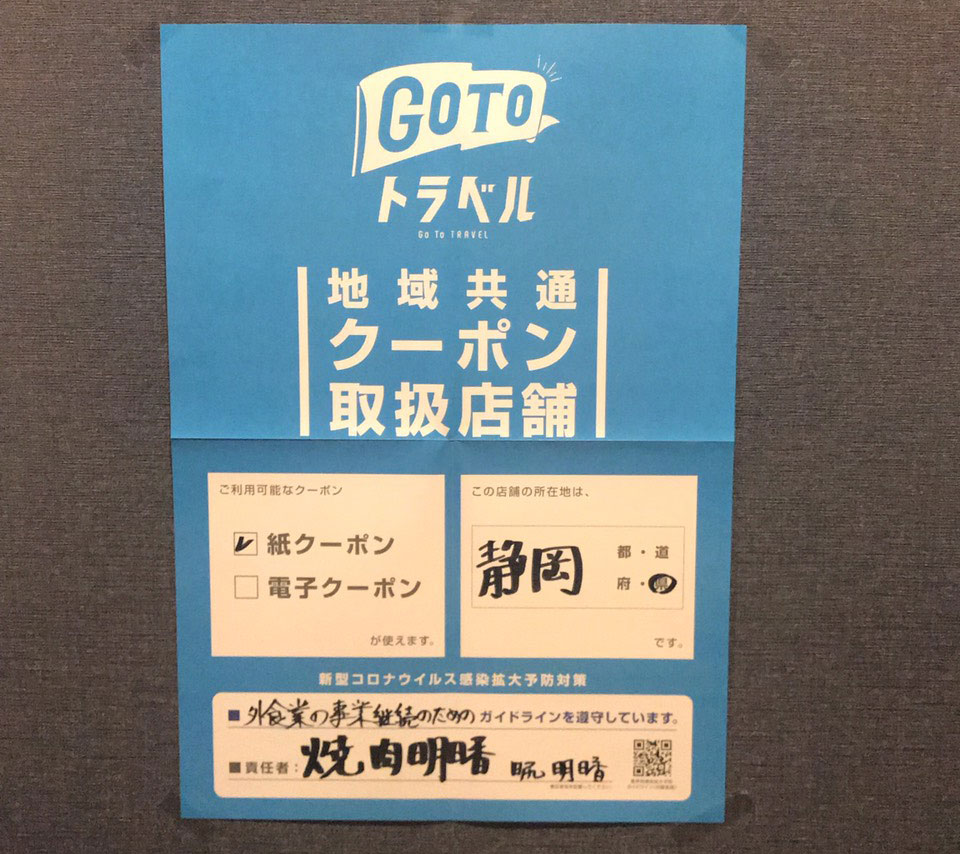 GOTO
トラベル
Go To TRAVEL
地域共通
クーポン
取扱店舗
ご利用可能なクーポン
紙クーポン
電子クーポン
が使えます。
この店舗の所在地は、
静岡 都・道
府・県
です。
新型コロナウイルス感染拡大予防対策
■外食業の事業継続のためのガイドラインを遵守しています。
■責任者：焼肉明晴 明晴